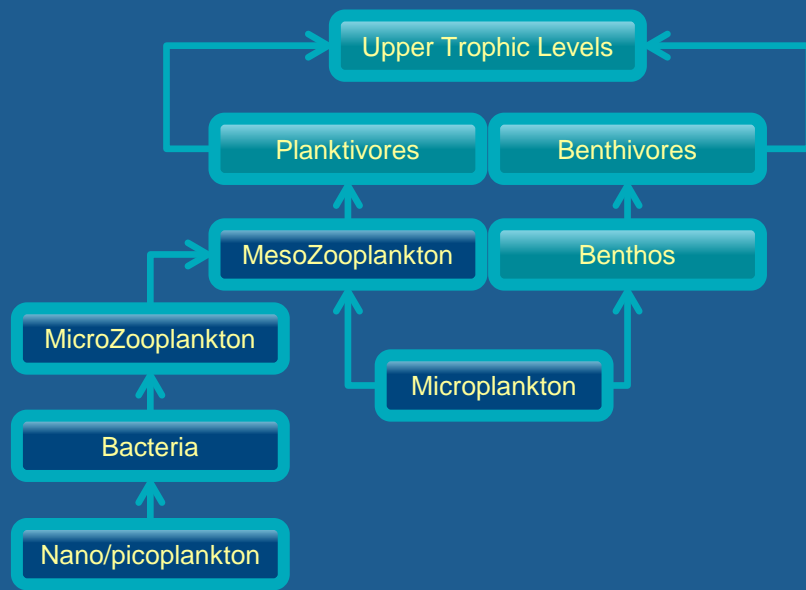 Upper Trophic Levels
Planktivores
Benthivores
MesoZooplankton
Benthos
MicroZooplankton
Microplankton
Bacteria
Nano/picoplankton